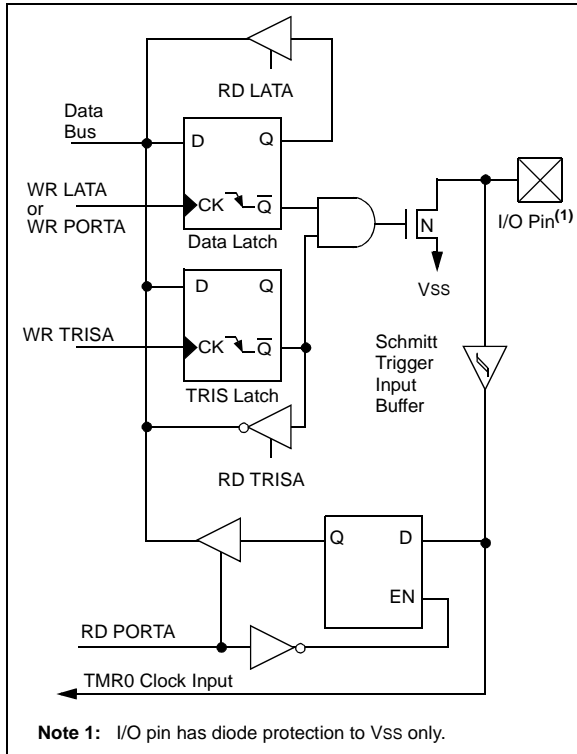 RD LATA
Data
Bus
D
Q
WR LATA
or
WR PORTA
CK
Q
Data Latch
N
I/O Pin(1)
VSS
D
Q
WR TRISA
CK
Q
TRIS Latch
Schmitt
Trigger
Input
Buffer
RD TRISA
Q
D
EN
RD PORTA
TMR0 Clock Input
Note 1: I/O pin has diode protection to VSS only.